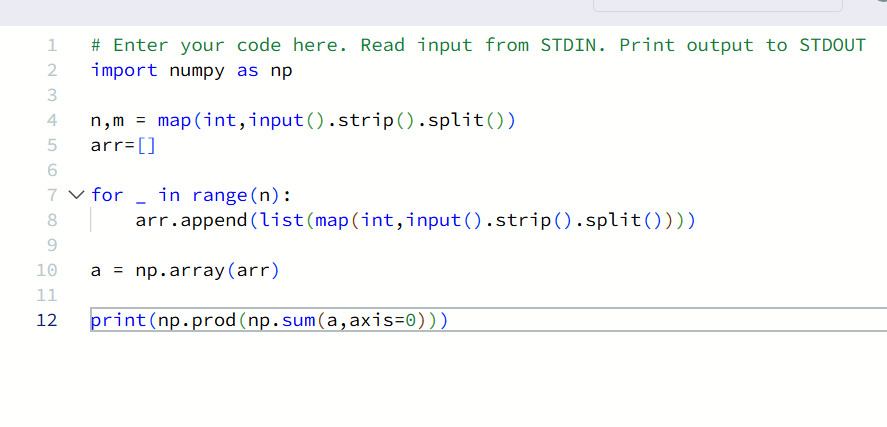 1 # Enter your code here. Read input from STDIN. Print output to STDOUT
2 import numpy as np
3
4 n,m = map(int,input().strip().split())
5 arr=[]
6
7 for _ in range(n):
8     arr.append(list(map(int,input().strip().split())))
9
10 a = np.array(arr)
11
12 print(np.prod(np.sum(a,axis=0)))